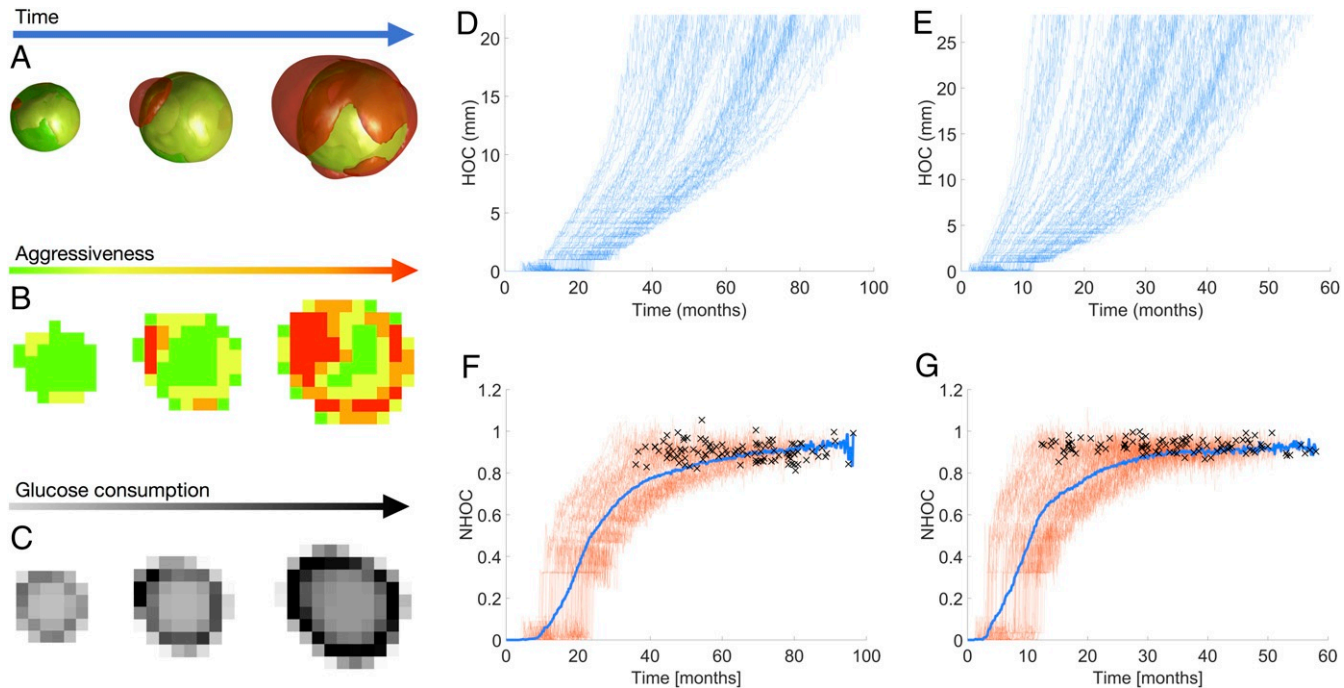 Time
A
Aggressiveness
B
Glucose consumption
C
D
HOC (mm)
20
15
10
5
0
0 20 40 60 80 100
Time (months)
E
HOC (mm)
25
20
15
10
5
0
0 10 20 30 40 50 60
Time (months)
F
NHOC
1.2
1
0.8
0.6
0.4
0.2
0
0 20 40 60 80 100
Time [months]
G
NHOC
1.2
1
0.8
0.6
0.4
0.2
0
0 10 20 30 40 50 60
Time [months]